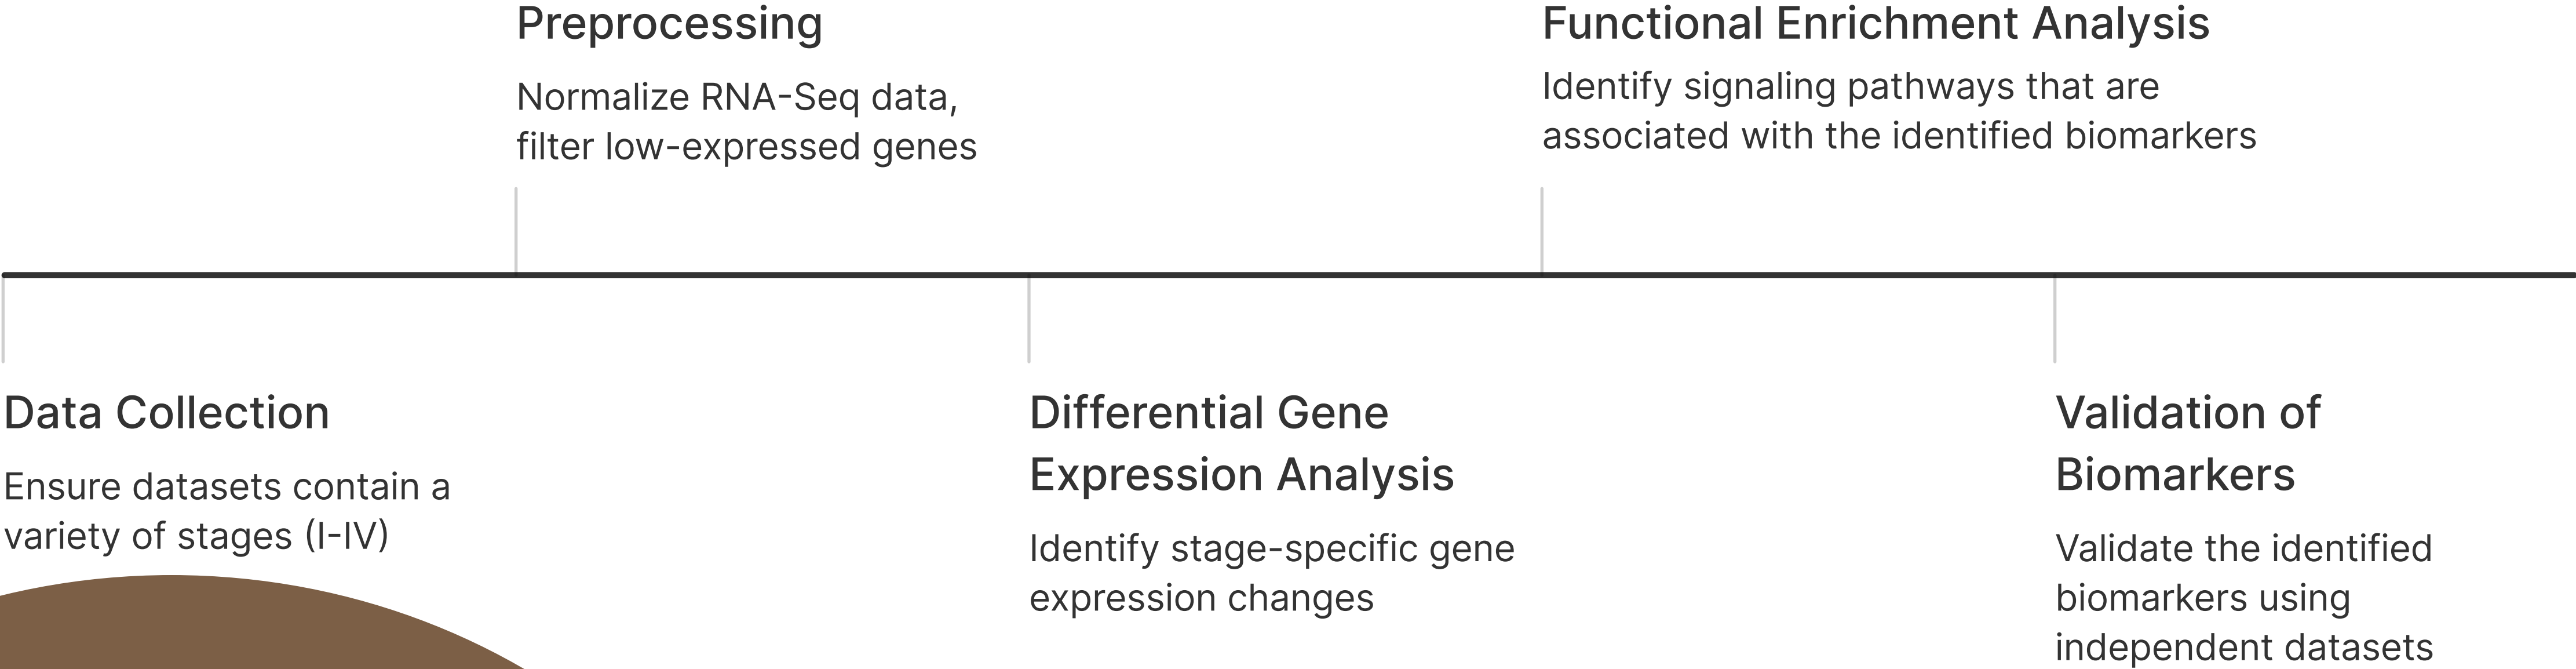 Preprocessing
Normalize RNA-Seq data,
filter low-expressed genes
Functional Enrichment Analysis
Identify signaling pathways that are
associated with the identified biomarkers
Data Collection
Ensure datasets contain a
variety of stages (I-IV)
Differential Gene
Expression Analysis
Identify stage-specific gene
expression changes
Validation of
Biomarkers
Validate the identified
biomarkers using
independent datasets